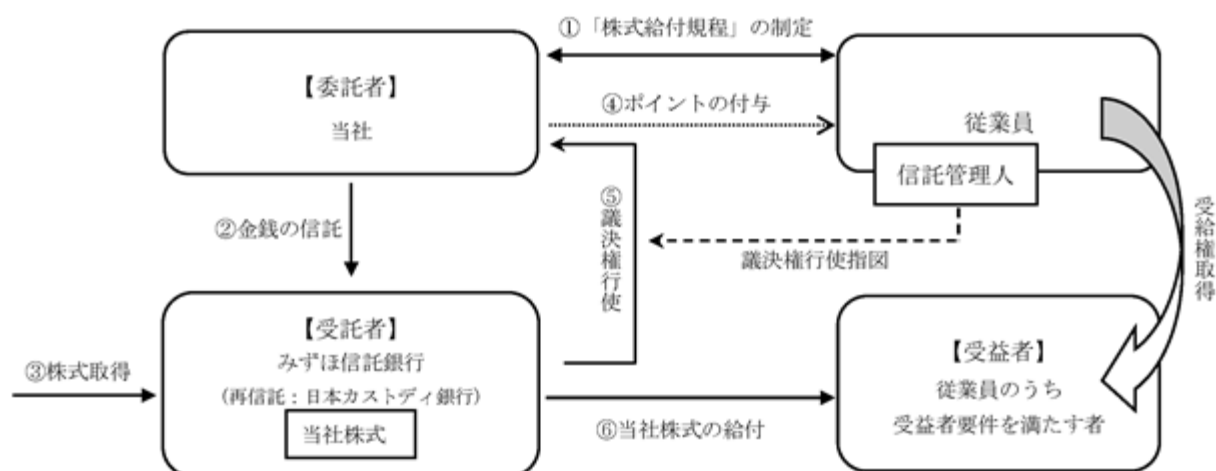 ①「株式給付規程」の制定
【委託者】
当社
④ポイントの付与
従業員
信託管理人
②金銭の信託
⑤議決権行使
議決権行使指図
受給権取得
【受託者】
みずほ信託銀行
(再信託：日本カストディ銀行)
当社株式
③株式取得
⑥当社株式の給付
【受益者】
従業員のうち
受益者要件を満たす者